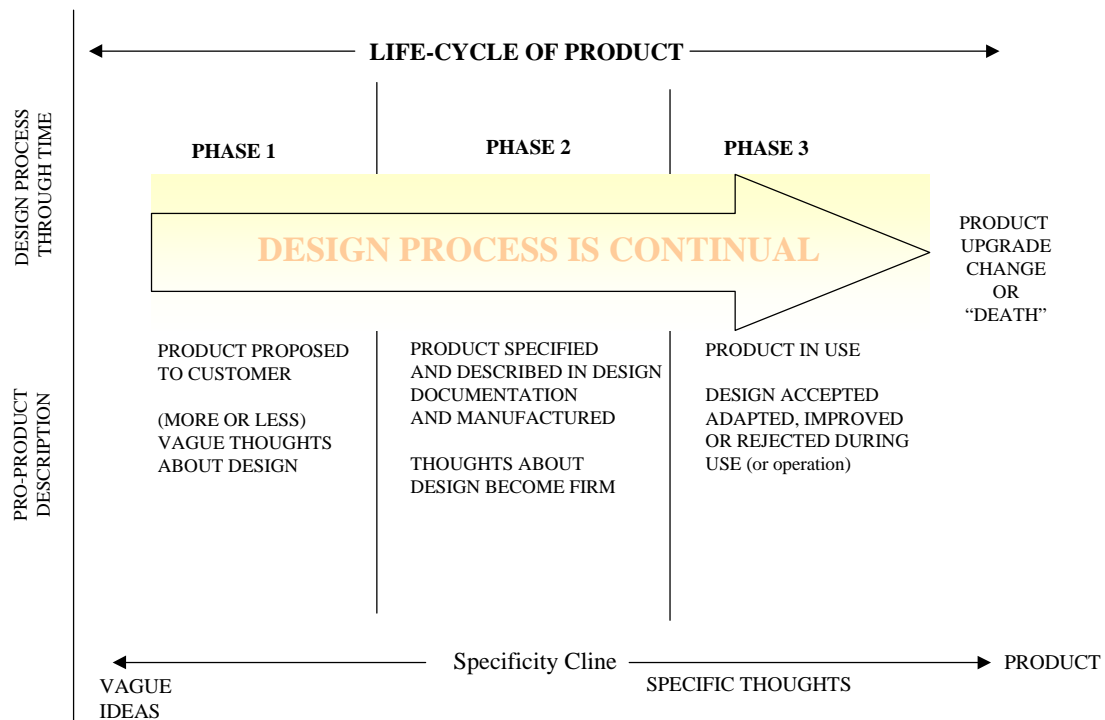 LIFE-CYCLE OF PRODUCT
DESIGN PROCESS
THROUGH TIME
PHASE 1
PHASE 2
PHASE 3
DESIGN PROCESS IS CONTINUAL
PRODUCT
UPGRADE
CHANGE
OR
“DEATH”
PRO-PRODUCT
DESCRIPTION
PRODUCT PROPOSED
TO CUSTOMER
(MORE OR LESS)
VAGUE THOUGHTS
ABOUT DESIGN
PRODUCT SPECIFIED
AND DESCRIBED IN DESIGN
DOCUMENTATION
AND MANUFACTURED
THOUGHTS ABOUT
DESIGN BECOME FIRM
PRODUCT IN USE
DESIGN ACCEPTED
ADAPTED, IMPROVED
OR REJECTED DURING
USE (or operation)
Specificity Cline
PRODUCT
VAGUE
IDEAS
SPECIFIC THOUGHTS